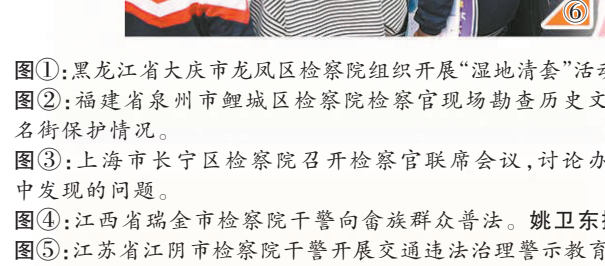 ⑥
图①:黑龙江省大庆市龙凤区检察院组织开展“湿地清套”活动
图②:福建省泉州市鲤城区检察院检察官现场勘查历史文
名街保护情况。
图③:上海市长宁区检察院召开检察官联席会议,讨论办
中发现的问题。
图④:江西省瑞金市检察院干警向畲族群众普法。姚卫东
图⑤:江苏省江阴市检察院干警开展交通违法治理警示教育